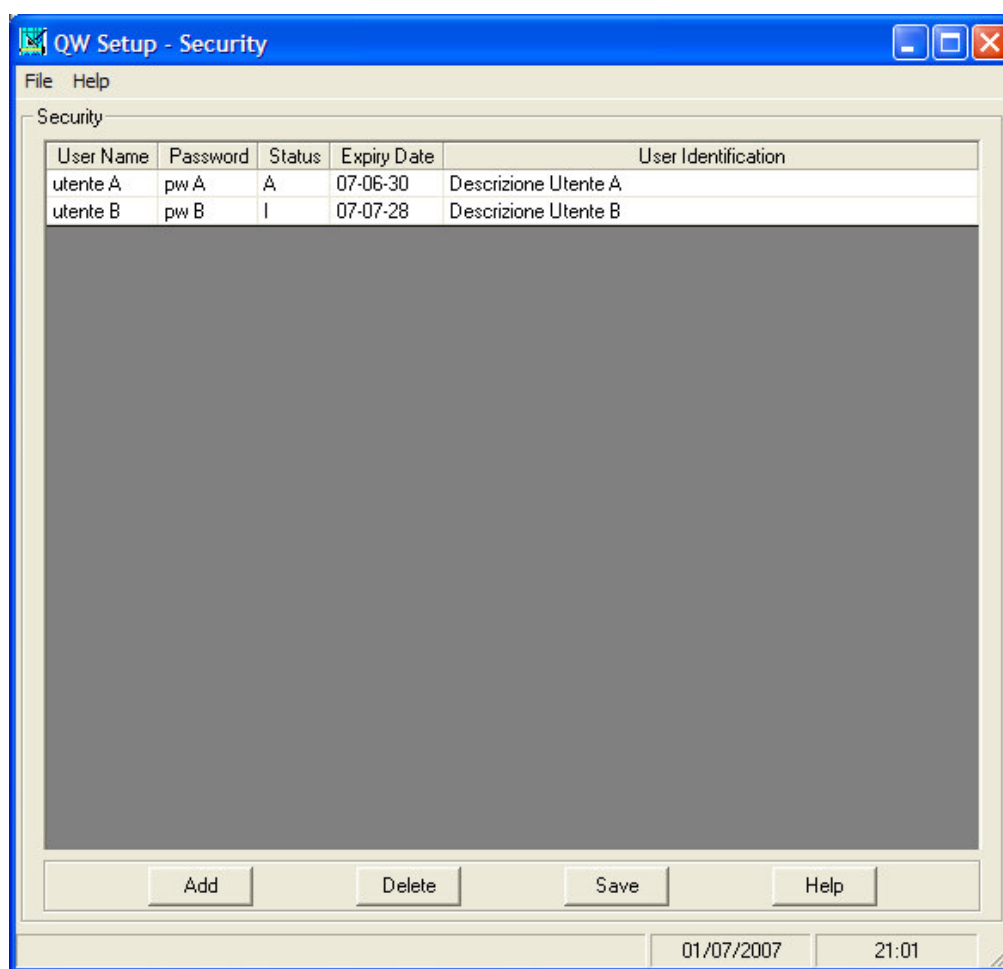 QW Setup - Security
File Help
Security
User Name Password Status Expiry Date User Identification
utente A pw A A 07-06-30 Descrizione Utente A
utente B pw B I 07-07-28 Descrizione Utente B
Add Delete Save Help
01/07/2007 21:01